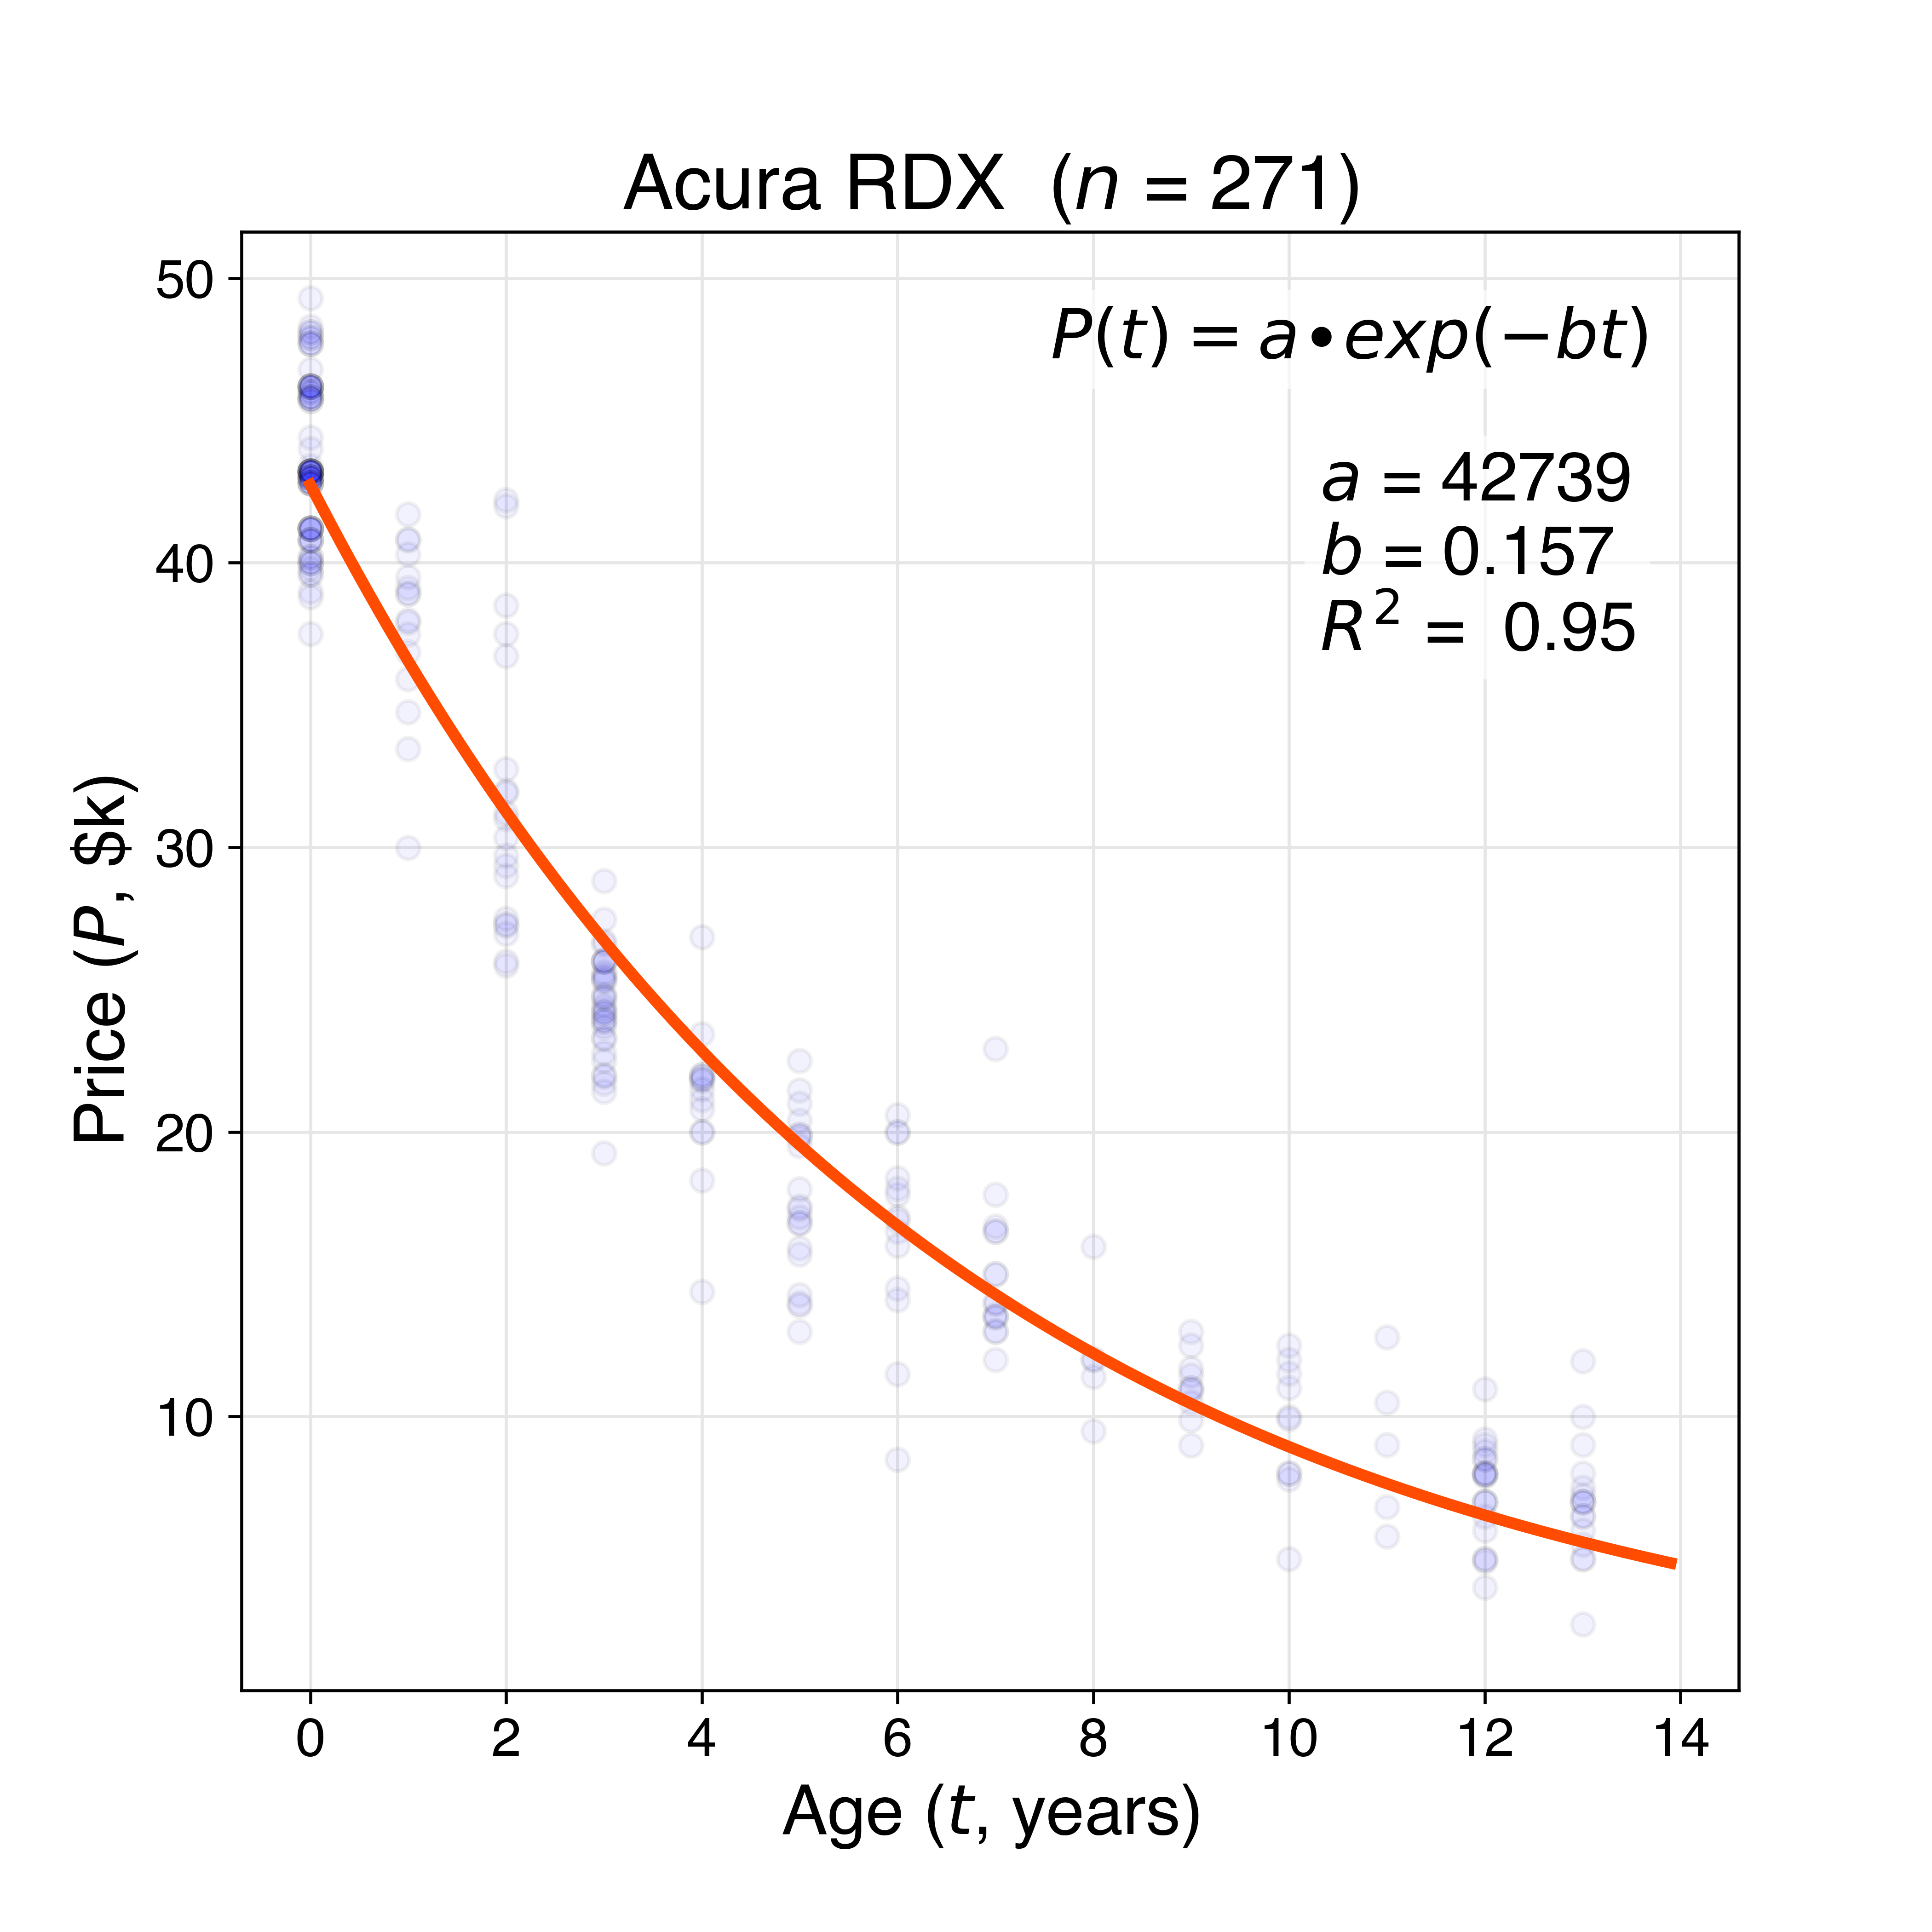 Acura RDX  (n = 271)
P(t) = a•exp(−bt)
a = 42739
b = 0.157
R² = 0.95
Price (P, $k)
50
40
30
20
10
0 2 4 6 8 10 12 14
Age (t, years)